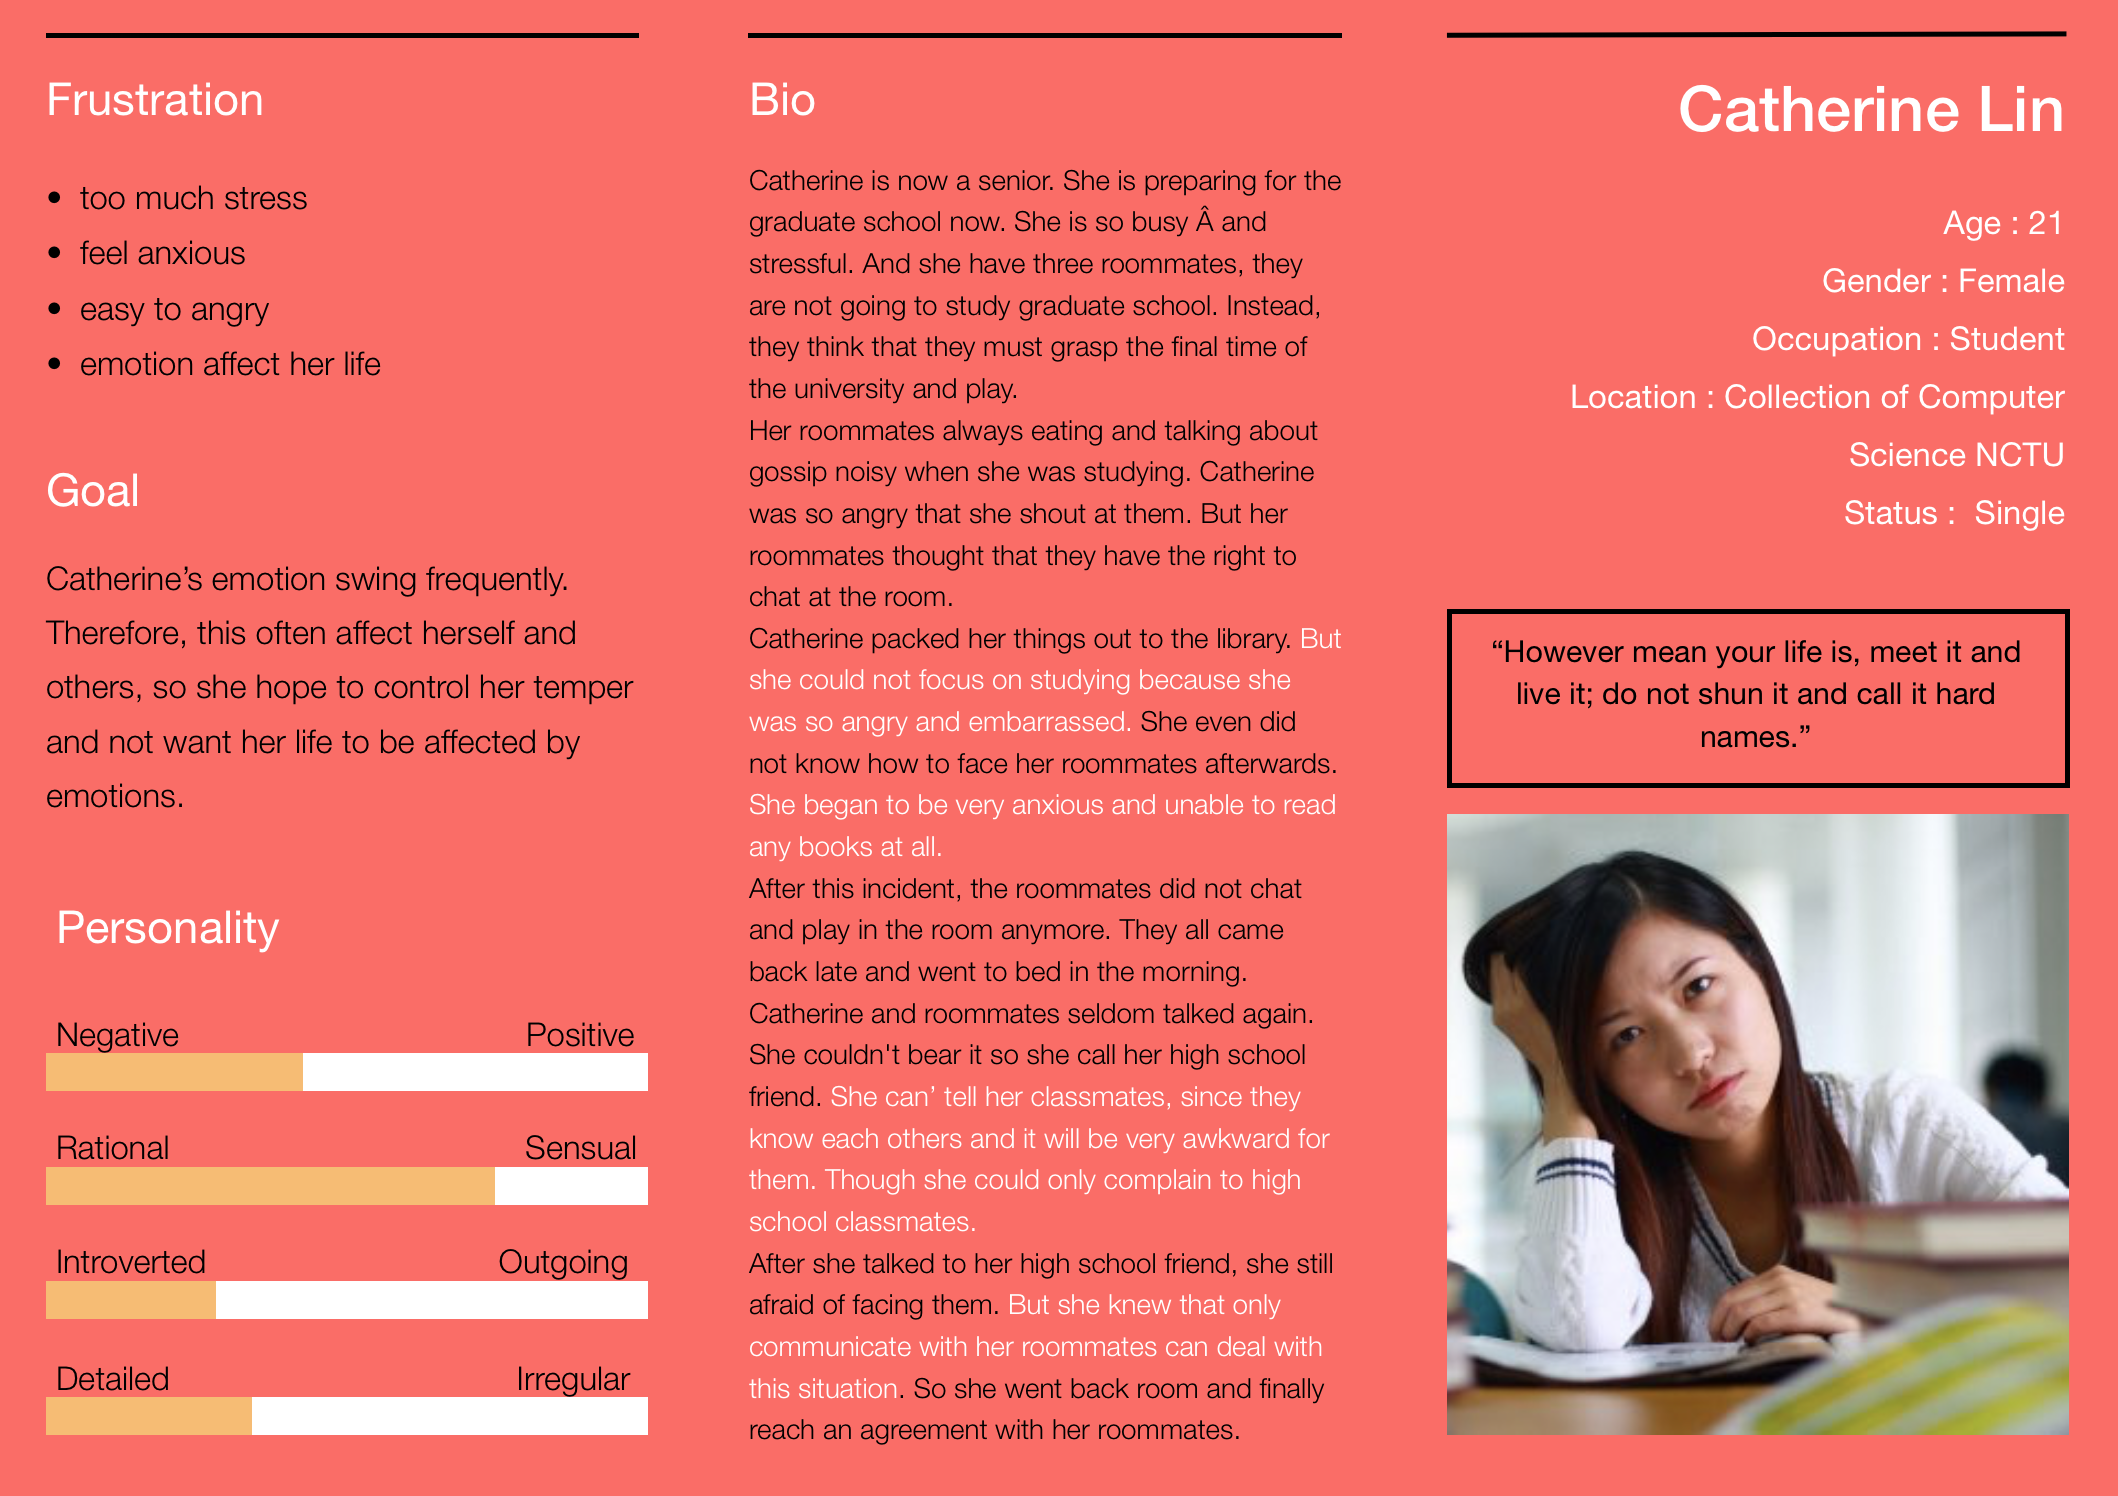 Frustration
• too much stress
• feel anxious
• easy to angry
• emotion affect her life
Goal
Catherine’s emotion swing frequently.
Therefore, this often affect herself and
others, so she hope to control her temper
and not want her life to be affected by
emotions.
Personality
Negative Positive
Rational Sensual
Introverted Outgoing
Detailed Irregular
Bio
Catherine is now a senior. She is preparing for the
graduate school now. She is so busy Â and
stressful. And she have three roommates, they
are not going to study graduate school. Instead,
they think that they must grasp the final time of
the university and play.
Her roommates always eating and talking about
gossip noisy when she was studying. Catherine
was so angry that she shout at them. But her
roommates thought that they have the right to
chat at the room.
Catherine packed her things out to the library. But
she could not focus on studying because she
was so angry and embarrassed. She even did
not know how to face her roommates afterwards.
She began to be very anxious and unable to read
any books at all.
After this incident, the roommates did not chat
and play in the room anymore. They all came
back late and went to bed in the morning.
Catherine and roommates seldom talked again.
She couldn't bear it so she call her high school
friend. She can’ tell her classmates, since they
know each others and it will be very awkward for
them. Though she could only complain to high
school classmates.
After she talked to her high school friend, she still
afraid of facing them. But she knew that only
communicate with her roommates can deal with
this situation. So she went back room and finally
reach an agreement with her roommates.
Catherine Lin
Age : 21
Gender : Female
Occupation : Student
Location : Collection of Computer
Science NCTU
Status :  Single
“However mean your life is, meet it and
live it; do not shun it and call it hard
names.”